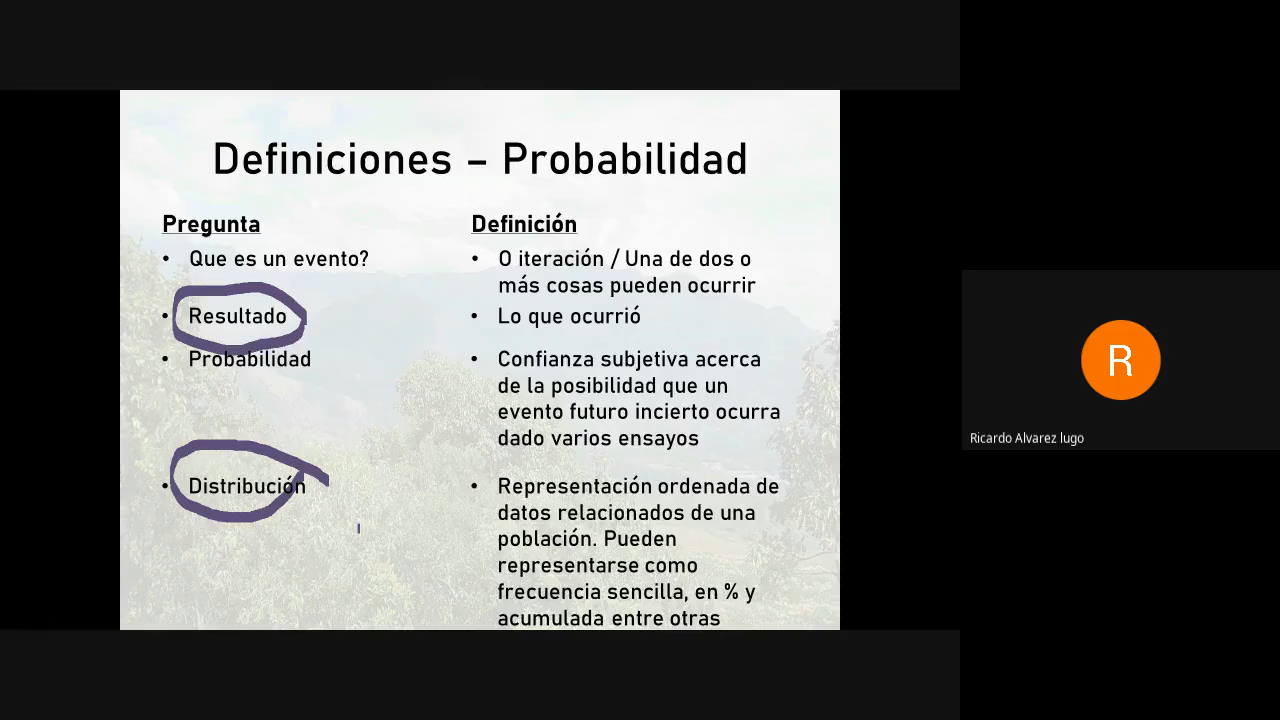 Definiciones – Probabilidad
Pregunta
Definición
• Que es un evento?
• O iteración / Una de dos o
más cosas pueden ocurrir
• Resultado
• Lo que ocurrió
• Probabilidad
• Confianza subjetiva acerca
de la posibilidad que un
evento futuro incierto ocurra
dado varios ensayos
• Distribución
• Representación ordenada de
datos relacionados de una
población. Pueden
representarse como
frecuencia sencilla, en % y
acumulada entre otras
R
Ricardo Alvarez lugo